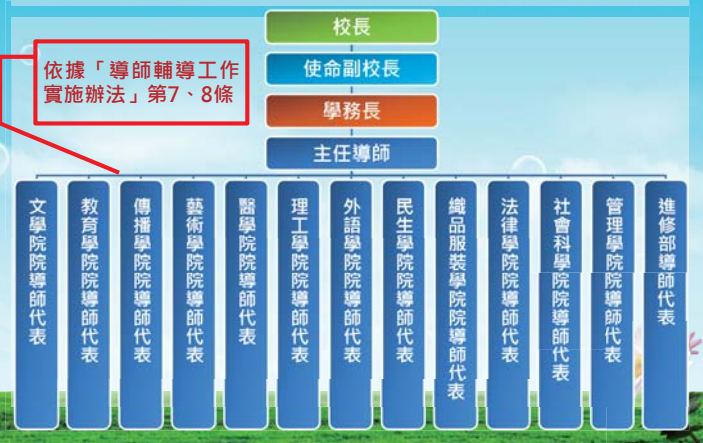 校長
依據「導師輔導工作
實施辦法」第7、8條
使命副校長
學務長
主任導師
文學院院導師代表
教育學院院導師代表
傳播學院院導師代表
藝術學院院導師代表
醫學院院導師代表
理工學院院導師代表
外語學院院導師代表
民生學院院導師代表
織品服裝學院院導師代表
法律學院院導師代表
社會科學院院導師代表
管理學院院導師代表
進修部導師代表